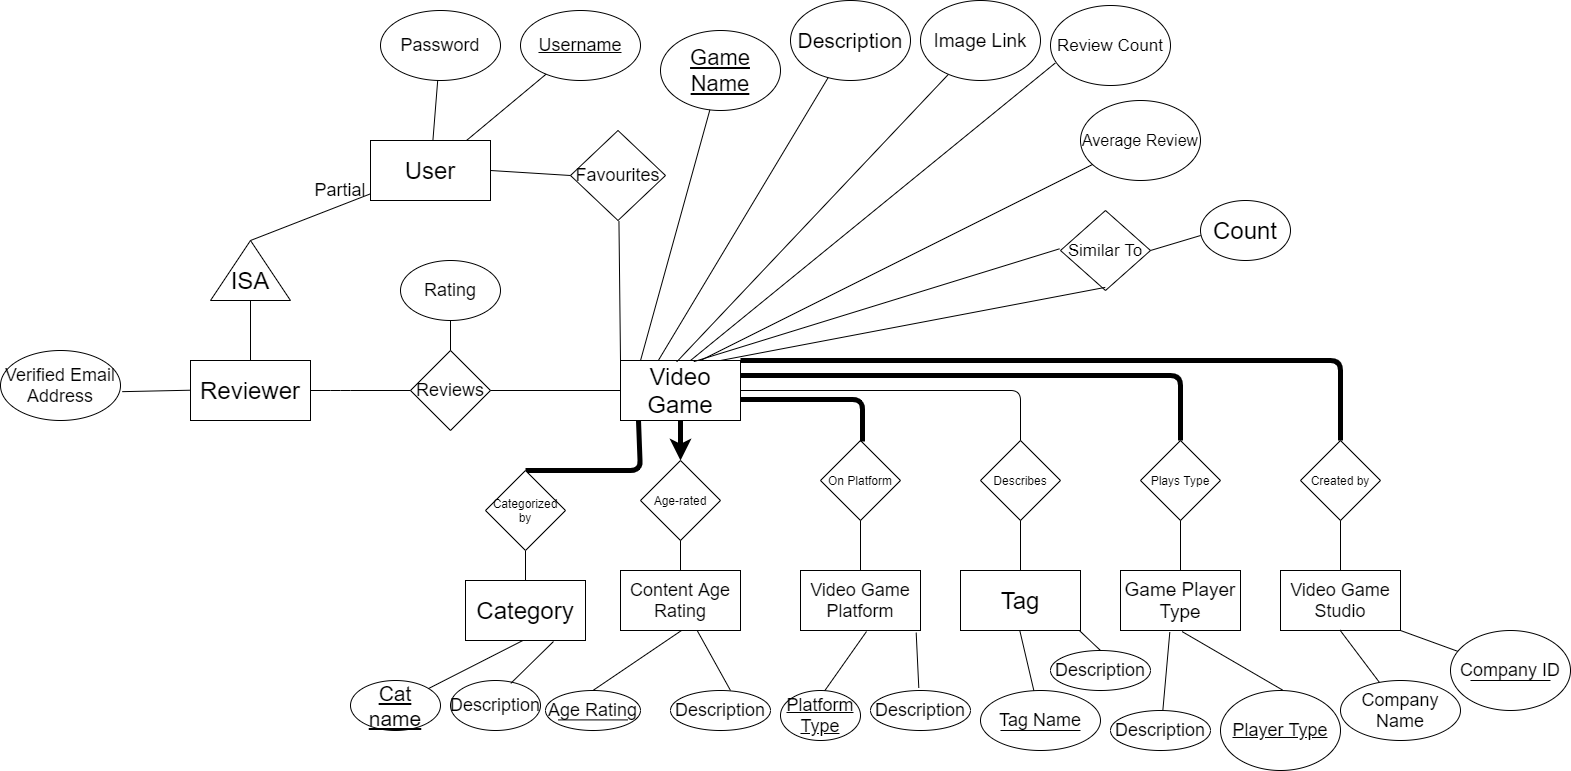 Password
Username
Game
Name
Description
Image Link
Review Count
Average Review
User
Favourites
Partial
Similar To
Count
ISA
Rating
Verified Email
Address
Reviewer
Reviews
Video
Game
Categorized
by
Age-rated
On Platform
Describes
Plays Type
Created by
Category
Content Age
Rating
Video Game
Platform
Tag
Game Player
Type
Video Game
Studio
Cat
name
Description
Age Rating
Description
Platform
Type
Description
Tag Name
Description
Description
Player Type
Company
Name
Company ID